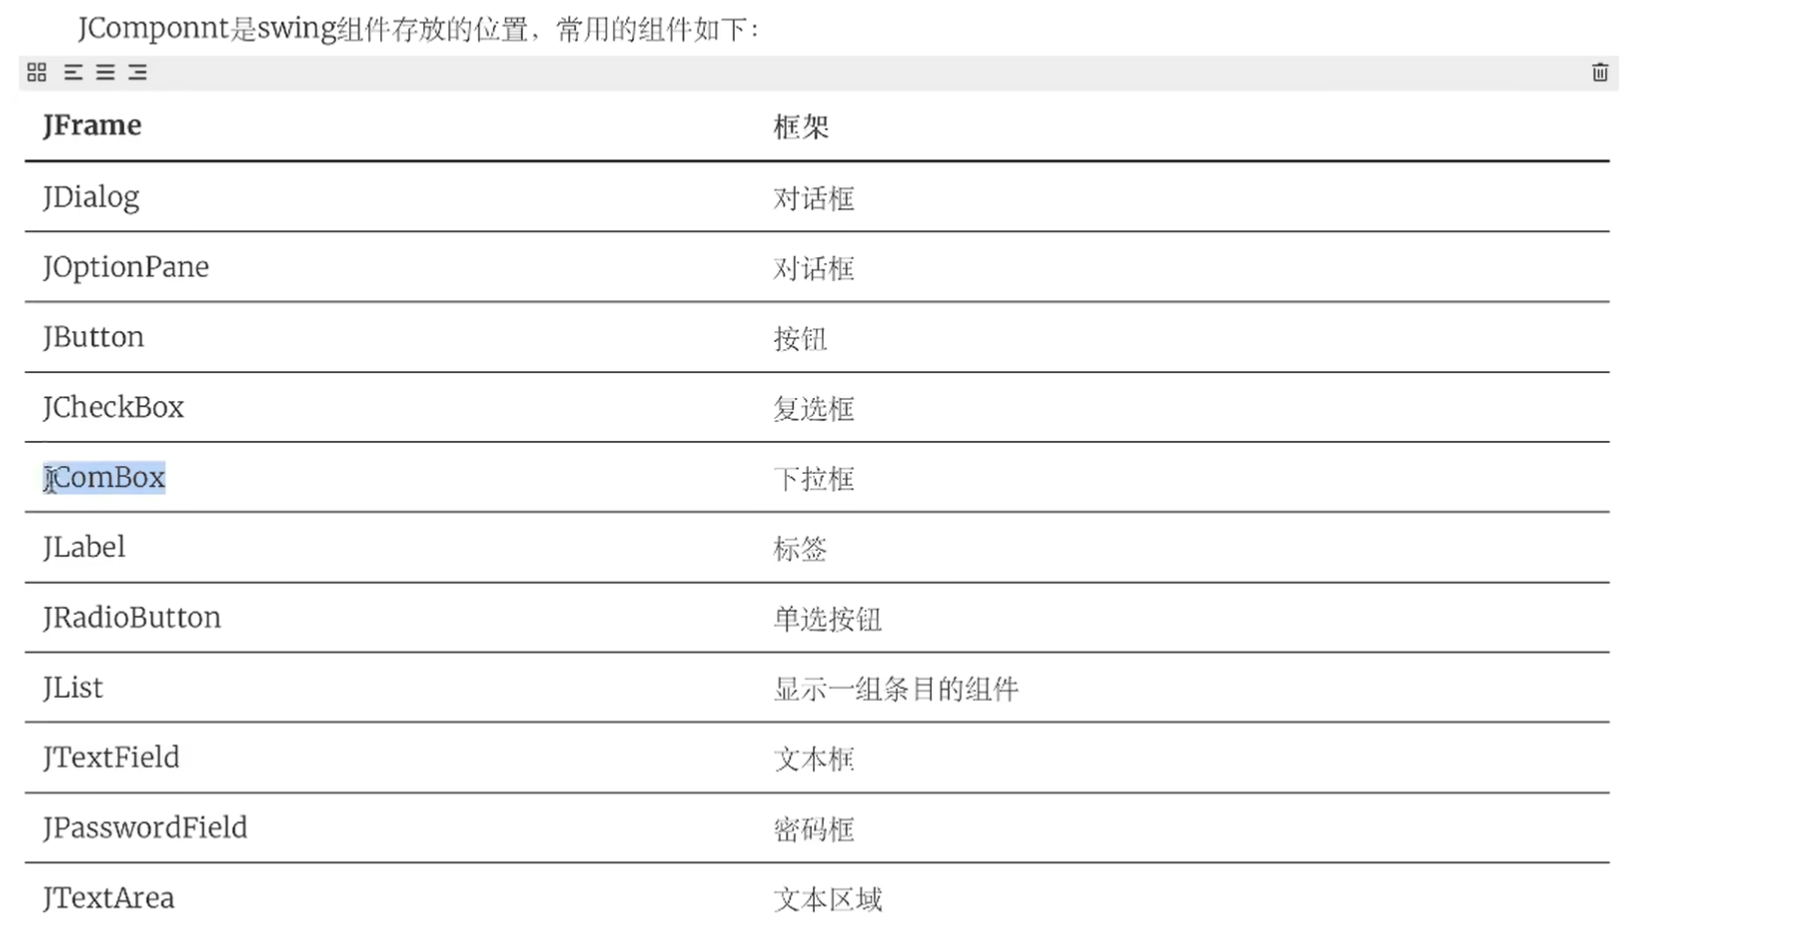 JComponnt是swing组件存放的位置，常用的组件如下：
JFrame 框架
JDialog 对话框
JOptionPane 对话框
JButton 按钮
JCheckBox 复选框
JComBox 下拉框
JLabel 标签
JRadioButton 单选按钮
JList 显示一组条目的组件
JTextField 文本框
JPasswordField 密码框
JTextArea 文本区域